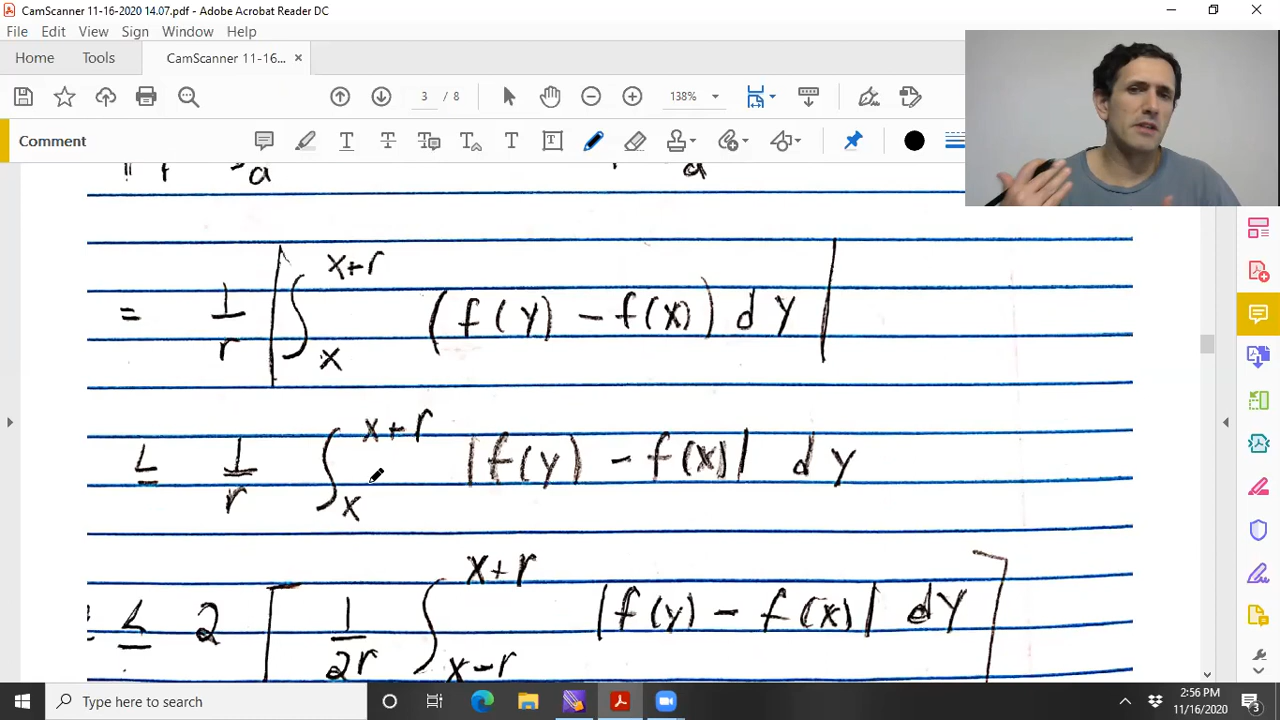 CamScanner 11-16-2020 14.07.pdf - Adobe Acrobat Reader DC
File Edit View Sign Window Help
Home Tools CamScanner 11-16... ×
3 / 8 138%
Comment
a a
= 1/r | ∫_x^{x+r} (f(y) - f(x)) dy |
≤ 1/r ∫_x^{x+r} |f(y) - f(x)| dy
≤ 2 [ 1/2r ∫_{x-r}^{x+r} |f(y) - f(x)| dy ]
Type here to search
2:56 PM
11/16/2020
3